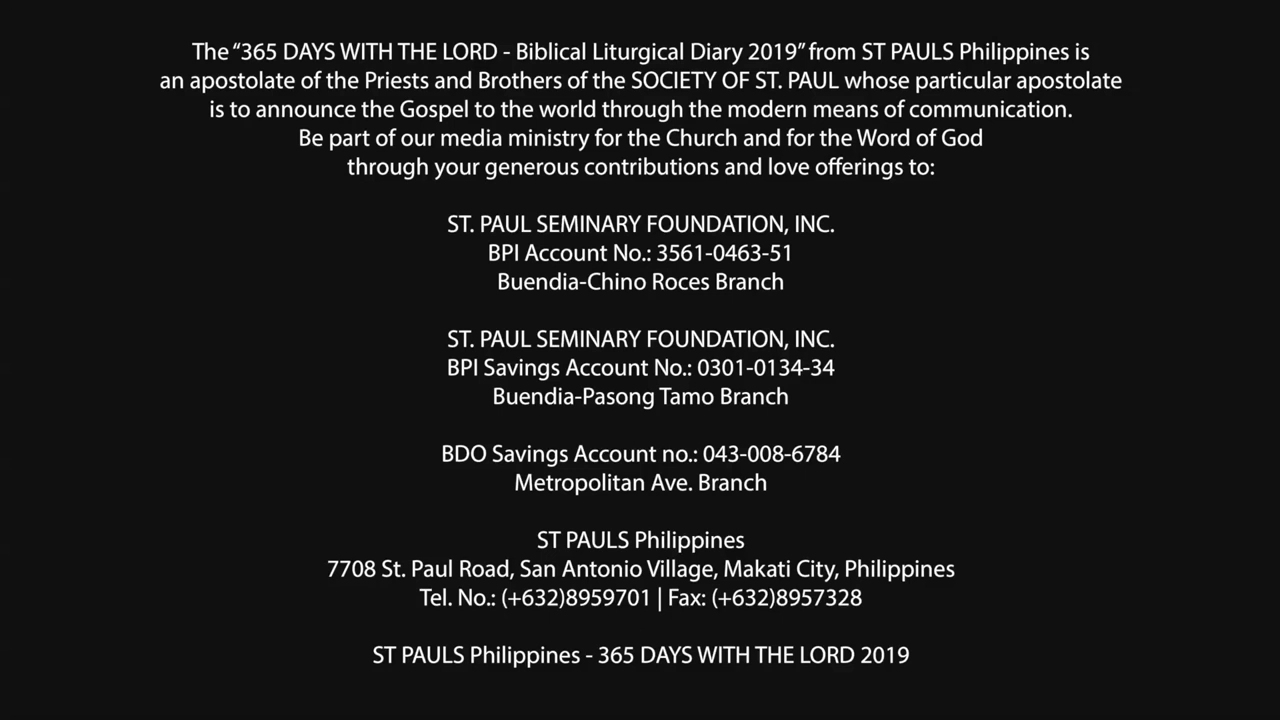 The “365 DAYS WITH THE LORD - Biblical Liturgical Diary 2019” from ST PAULS Philippines is
an apostolate of the Priests and Brothers of the SOCIETY OF ST. PAUL whose particular apostolate
is to announce the Gospel to the world through the modern means of communication.
Be part of our media ministry for the Church and for the Word of God
through your generous contributions and love offerings to:
ST. PAUL SEMINARY FOUNDATION, INC.
BPI Account No.: 3561-0463-51
Buendia-Chino Roces Branch
ST. PAUL SEMINARY FOUNDATION, INC.
BPI Savings Account No.: 0301-0134-34
Buendia-Pasong Tamo Branch
BDO Savings Account no.: 043-008-6784
Metropolitan Ave. Branch
ST PAULS Philippines
7708 St. Paul Road, San Antonio Village, Makati City, Philippines
Tel. No.: (+632)8959701 | Fax: (+632)8957328
ST PAULS Philippines - 365 DAYS WITH THE LORD 2019